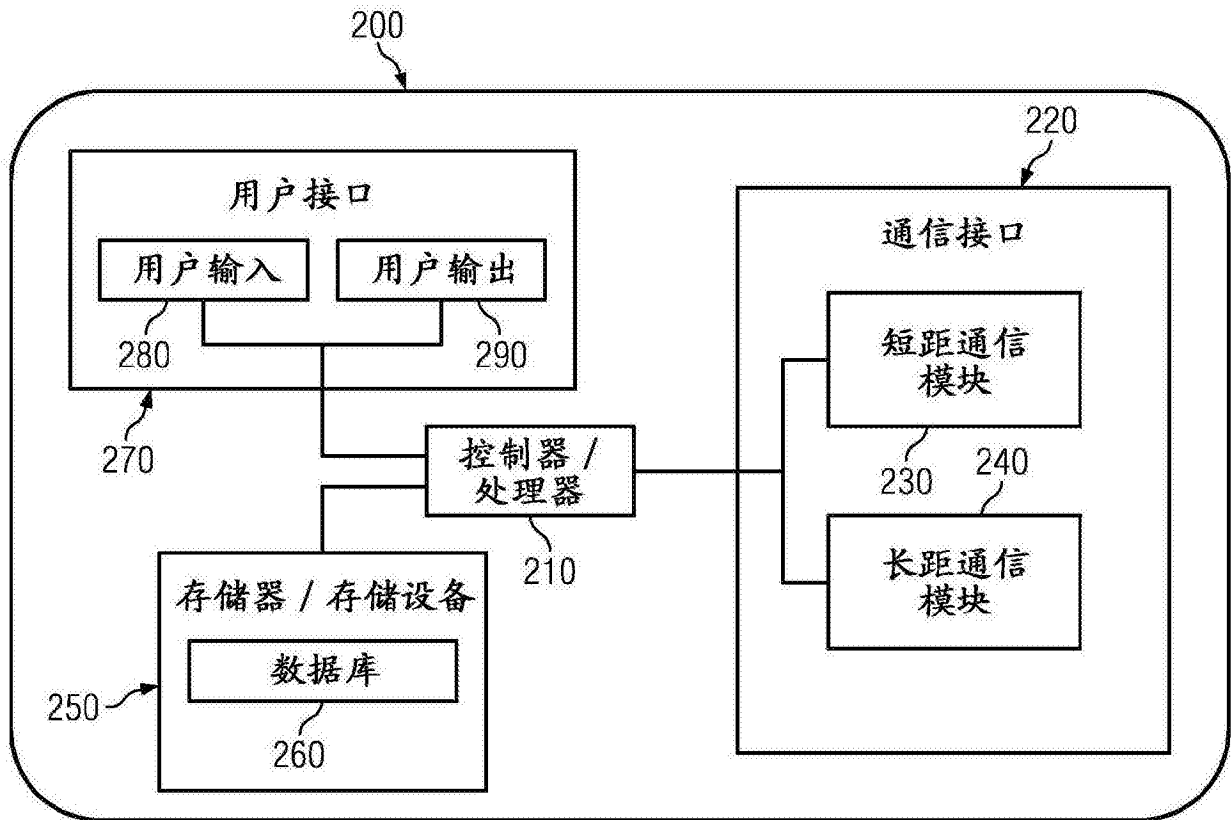 200
220
用户接口
通信接口
用户输入
用户输出
280
290
短距通信
模块
270
控制器 /
处理器
230
240
210
存储器 / 存储设备
长距通信
模块
数据库
250
260